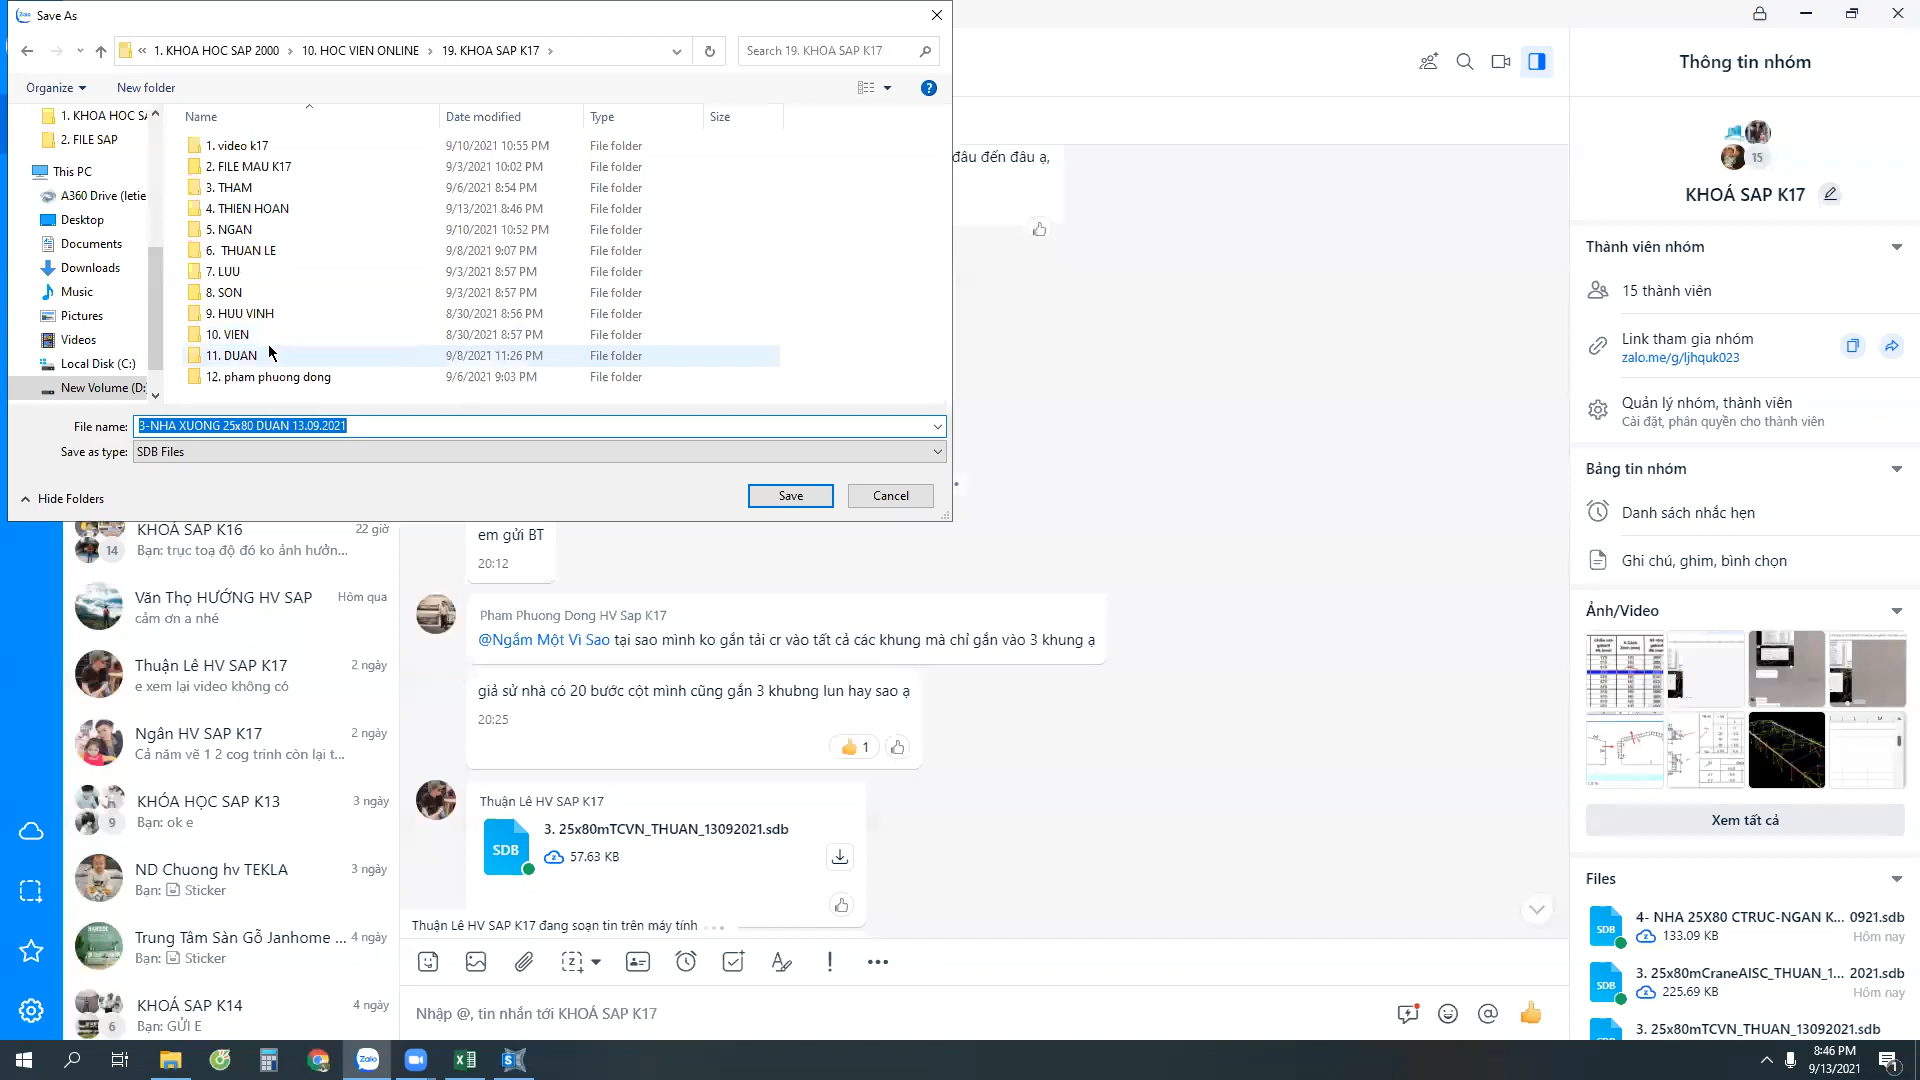 Save As
« 1. KHOA HOC SAP 2000 > 10. HOC VIEN ONLINE > 19. KHOA SAP K17 >
Search 19. KHOA SAP K17
Organize
New folder
1. KHOA HOC SA
2. FILE SAP
This PC
A360 Drive (letie
Desktop
Documents
Downloads
Music
Pictures
Videos
Local Disk (C:)
New Volume (D:
Name Date modified Type Size
1. video k17 9/10/2021 10:55 PM File folder
2. FILE MAU K17 9/3/2021 10:02 PM File folder
3. THAM 9/6/2021 8:54 PM File folder
4. THIEN HOAN 9/13/2021 8:46 PM File folder
5. NGAN 9/10/2021 10:52 PM File folder
6. THUAN LE 9/8/2021 9:07 PM File folder
7. LUU 9/3/2021 8:57 PM File folder
8. SON 9/3/2021 8:57 PM File folder
9. HUU VINH 8/30/2021 8:56 PM File folder
10. VIEN 8/30/2021 8:57 PM File folder
11. DUAN 9/8/2021 11:26 PM File folder
12. pham phuong dong 9/6/2021 9:03 PM File folder
File name: 3-NHA XUONG 25x80 DUAN 13.09.2021
Save as type: SDB Files
Hide Folders
Save
Cancel
KHOÁ SAP K16 22 giờ
14 Bạn: trục toạ độ đó ko ảnh hưởn...
Văn Thọ HƯỚNG HV SAP Hôm qua
cảm ơn a nhé
Thuận Lê HV SAP K17 2 ngày
e xem lại video không có
Ngân HV SAP K17 2 ngày
Cả năm vẽ 1 2 cog trình còn lại t...
KHÓA HỌC SAP K13 3 ngày
9 Bạn: ok e
ND Chuong hv TEKLA 3 ngày
Bạn: Sticker
Trung Tâm Sàn Gỗ Janhome ... 4 ngày
Bạn: Sticker
KHOÁ SAP K14 4 ngày
6 Bạn: GỬI E
đâu đến đâu ạ,
em gửi BT
20:12
Pham Phuong Dong HV Sap K17
@Ngắm Một Vì Sao tại sao mình ko gắn tải cr vào tất cả các khung mà chỉ gắn vào 3 khung ạ
giả sử nhà có 20 bước cột mình cũng gắn 3 khubng lun hay sao ạ
20:25
1
Thuận Lê HV SAP K17
3. 25x80mTCVN_THUAN_13092021.sdb
SDB
57.63 KB
Thuận Lê HV SAP K17 đang soạn tin trên máy tính
Nhập @, tin nhắn tới KHOÁ SAP K17
Thông tin nhóm
15
KHOÁ SAP K17
Thành viên nhóm
15 thành viên
Link tham gia nhóm
zalo.me/g/ljhquk023
Quản lý nhóm, thành viên
Cài đặt, phân quyền cho thành viên
Bảng tin nhóm
Danh sách nhắc hẹn
Ghi chú, ghim, bình chọn
Ảnh/Video
Xem tất cả
Files
4- NHA 25X80 CTRUC-NGAN K... 0921.sdb
SDB
133.09 KB Hôm nay
3. 25x80mCraneAISC_THUAN_1... 2021.sdb
SDB
225.69 KB Hôm nay
3. 25x80mTCVN_THUAN_13092021.sdb
SDB
Zalo
8:46 PM
9/13/2021
1